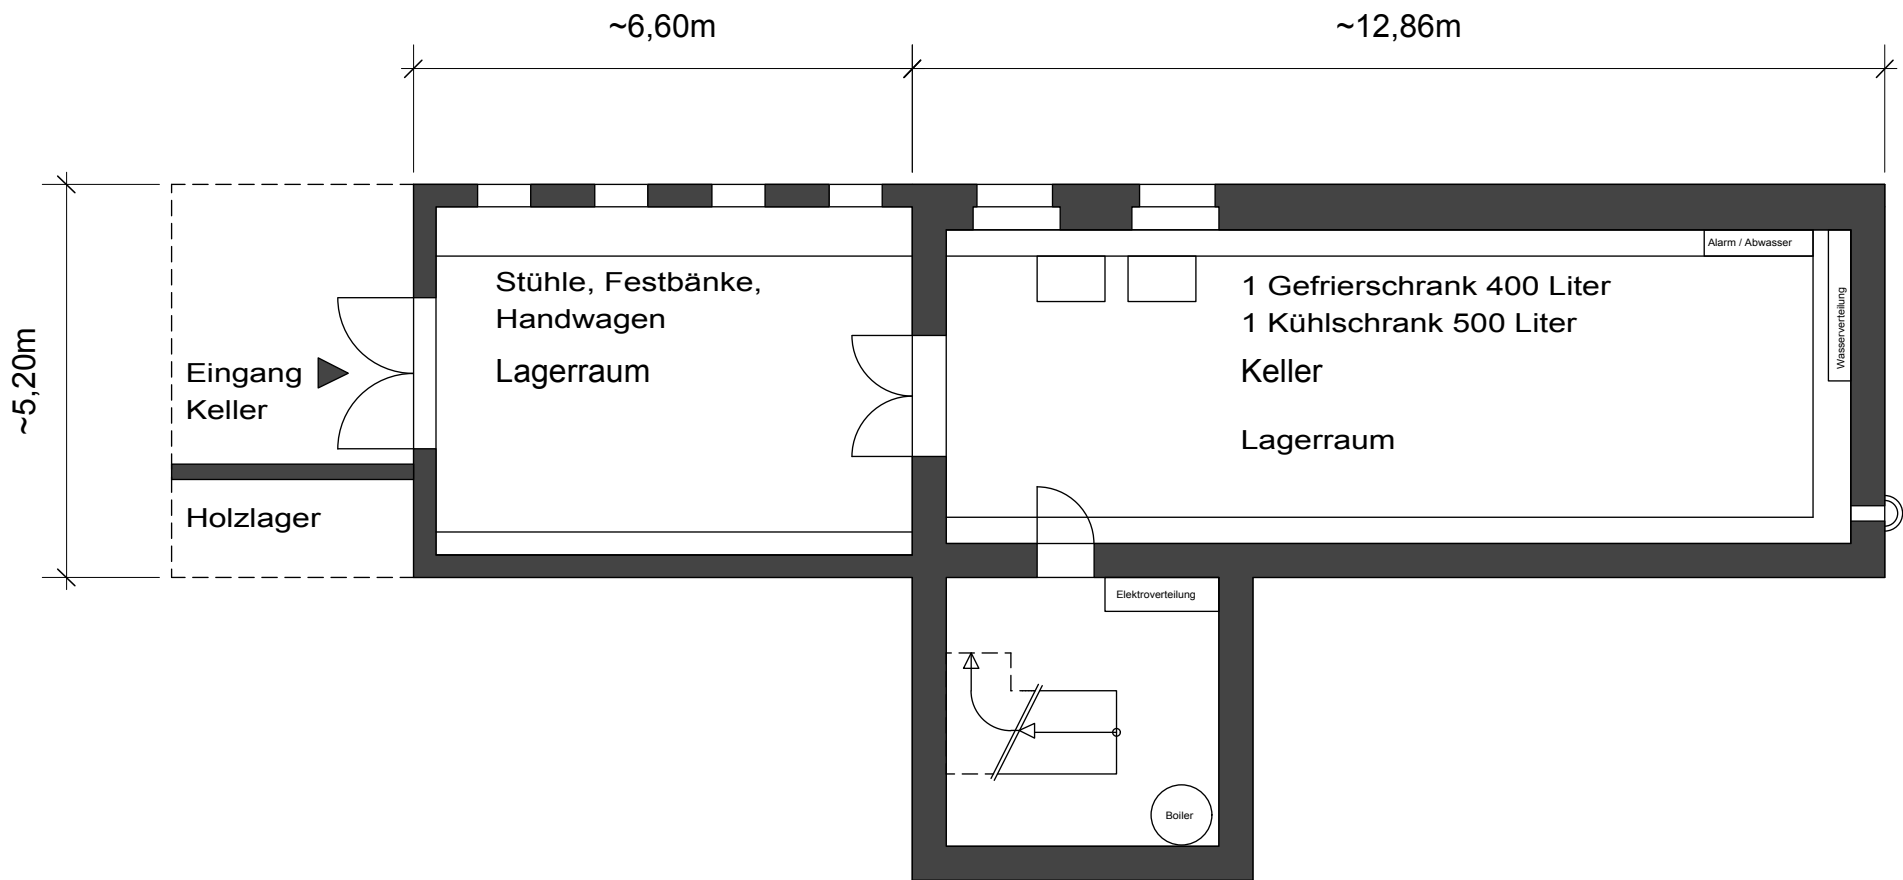 ~6,60m
~12,86m
~5,20m
Stühle, Festbänke,
Handwagen
Lagerraum
Eingang
Keller
Holzlager
1 Gefrierschrank 400 Liter
1 Kühlschrank 500 Liter
Keller
Lagerraum
Alarm / Abwasser
Wasserverteilung
Elektroverteilung
Boiler